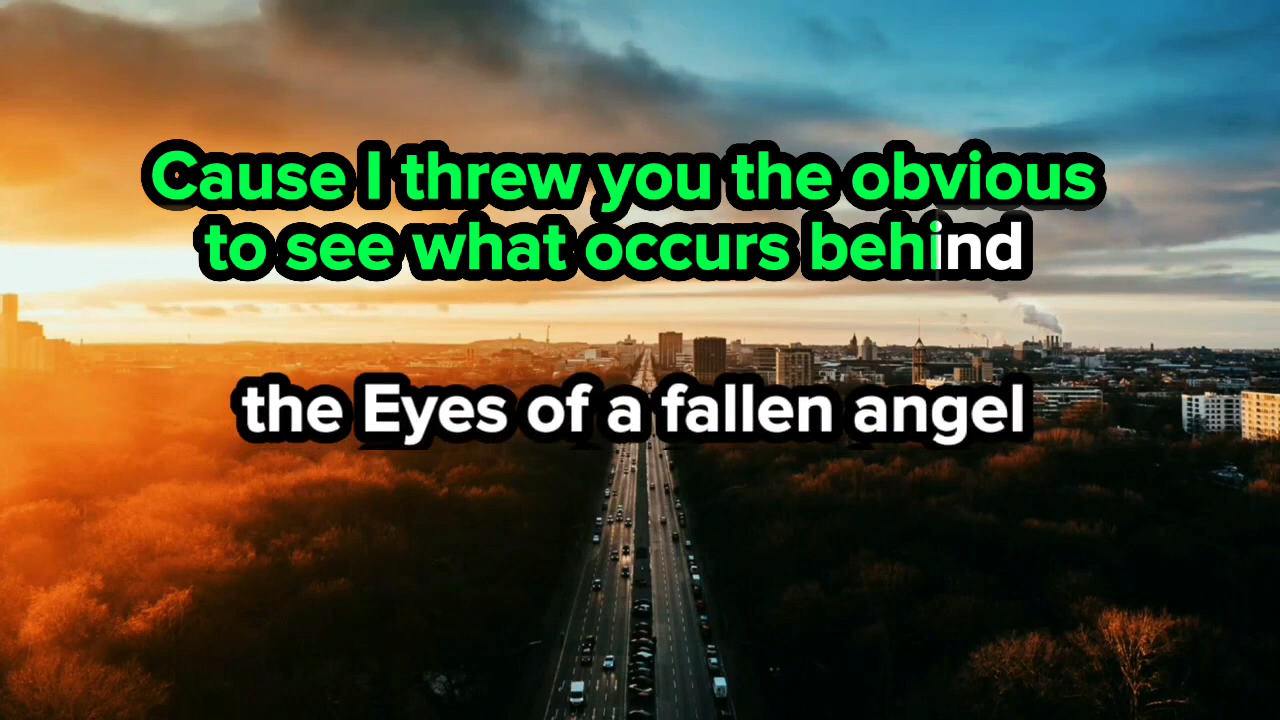 Cause I threw you the obvious
to see what occurs behind
the Eyes of a fallen angel